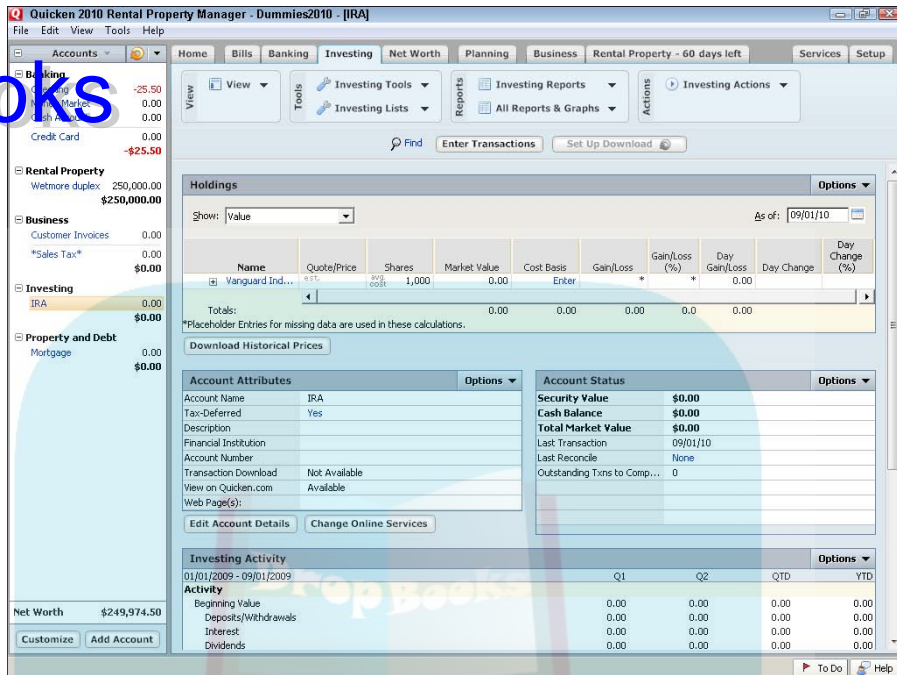 Quicken 2010 Rental Property Manager - Dummies2010 - [IRA]
File Edit View Tools Help
Accounts
Home Bills Banking Investing Net Worth Planning Business Rental Property - 60 days left Services Setup
View View Tools Investing Tools Reports Investing Reports Actions Investing Actions
Investing Lists All Reports & Graphs
Find Enter Transactions Set Up Download
Banking
-25.50
Market 0.00
0.00
Credit Card 0.00
-$25.50
Rental Property
Wetmore duplex 250,000.00
$250,000.00
Business
Customer Invoices 0.00
*Sales Tax* 0.00
$0.00
Investing
IRA 0.00
$0.00
Property and Debt
Mortgage 0.00
$0.00
Net Worth $249,974.50
Customize Add Account
ooks
Holdings Options
Show: Value As of: 09/01/10
Name Quote/Price Shares Market Value Cost Basis Gain/Loss Gain/Loss (%) Day Gain/Loss Day Change Day Change (%)
Vanguard Ind... est. avg. cost 1,000 0.00 Enter * * 0.00
Totals: 0.00 0.00 0.00 0.0 0.00
*Placeholder Entries for missing data are used in these calculations.
Download Historical Prices
Account Attributes Options
Account Name IRA
Tax-Deferred Yes
Description
Financial Institution
Account Number
Transaction Download Not Available
View on Quicken.com Available
Web Page(s):
Edit Account Details Change Online Services
Account Status Options
Security Value $0.00
Cash Balance $0.00
Total Market Value $0.00
Last Transaction 09/01/10
Last Reconcile None
Outstanding Txns to Comp... 0
Investing Activity Options
01/01/2009 - 09/01/2009 Q1 Q2 QTD YTD
Activity
Beginning Value 0.00 0.00 0.00 0.00
Deposits/Withdrawals 0.00 0.00 0.00 0.00
Interest 0.00 0.00 0.00 0.00
Dividends 0.00 0.00 0.00 0.00
DropBooks
To Do Help